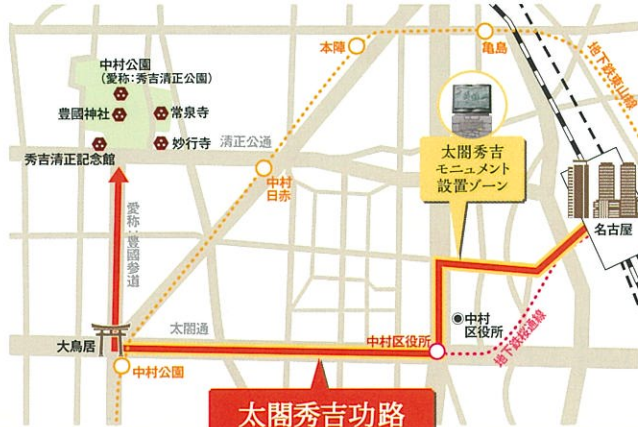 中村公園
(愛称:秀吉清正公園)
豊國神社
常泉寺
秀吉清正記念館
妙行寺
本陣
亀島
地下鉄東山線
清正公通
中村
日赤
太閤秀吉
モニュメント
設置ゾーン
名古屋
愛称:豊國参道
太閤通
大鳥居
中村公園
中村区役所
中村
区役所
地下鉄桜通線
太閤秀吉功路